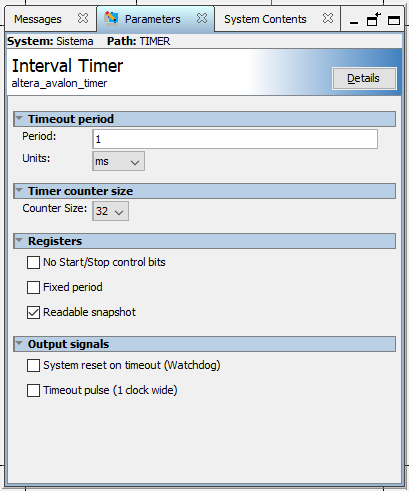 Messages Parameters System Contents
System: Sistema Path: TIMER
Interval Timer
altera_avalon_timer
Details
Timeout period
Period: 1
Units: ms
Timer counter size
Counter Size: 32
Registers
No Start/Stop control bits
Fixed period
Readable snapshot
Output signals
System reset on timeout (Watchdog)
Timeout pulse (1 clock wide)